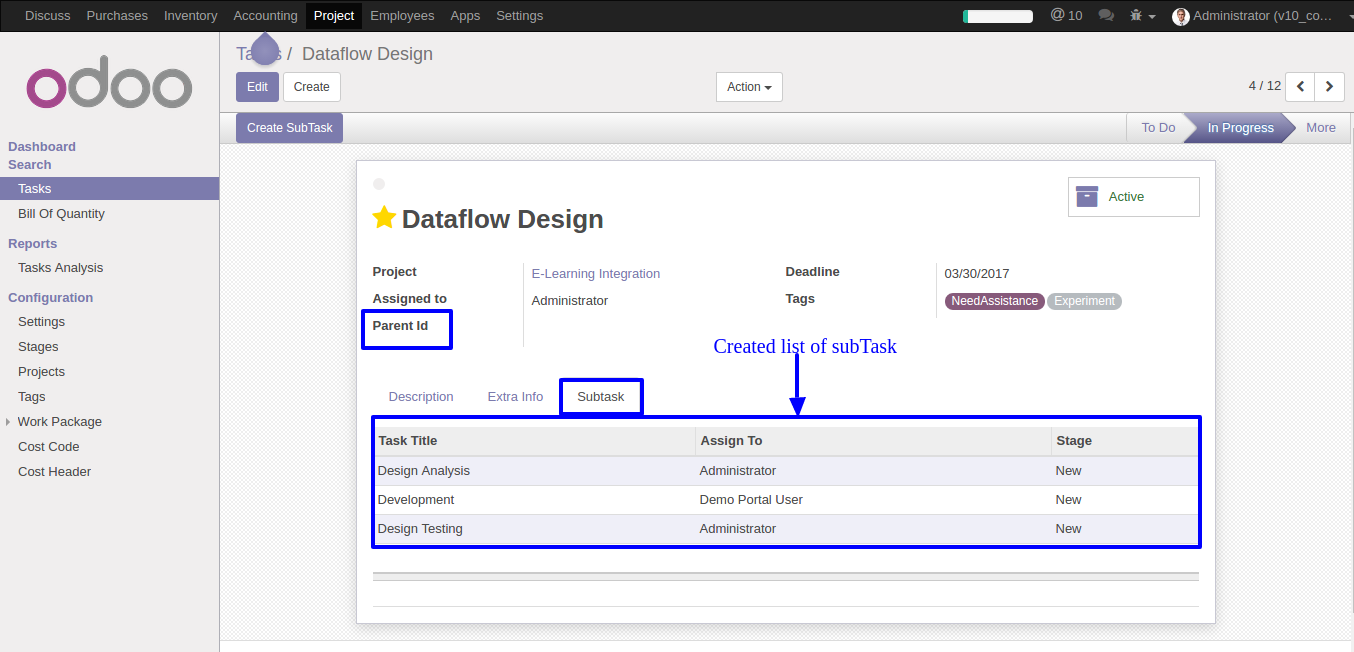 Discuss Purchases Inventory Accounting Project Employees Apps Settings @ 10 Administrator (v10_co...
odoo
Dashboard
Search
Tasks
Bill Of Quantity
Reports
Tasks Analysis
Configuration
Settings
Stages
Projects
Tags
Work Package
Cost Code
Cost Header
Tasks / Dataflow Design
Edit Create Action 4 / 12
Create SubTask To Do In Progress More
Active
Dataflow Design
Project E-Learning Integration Deadline 03/30/2017
Assigned to Administrator Tags NeedAssistance Experiment
Parent Id
Created list of subTask
Description Extra Info Subtask
Task Title Assign To Stage
Design Analysis Administrator New
Development Demo Portal User New
Design Testing Administrator New